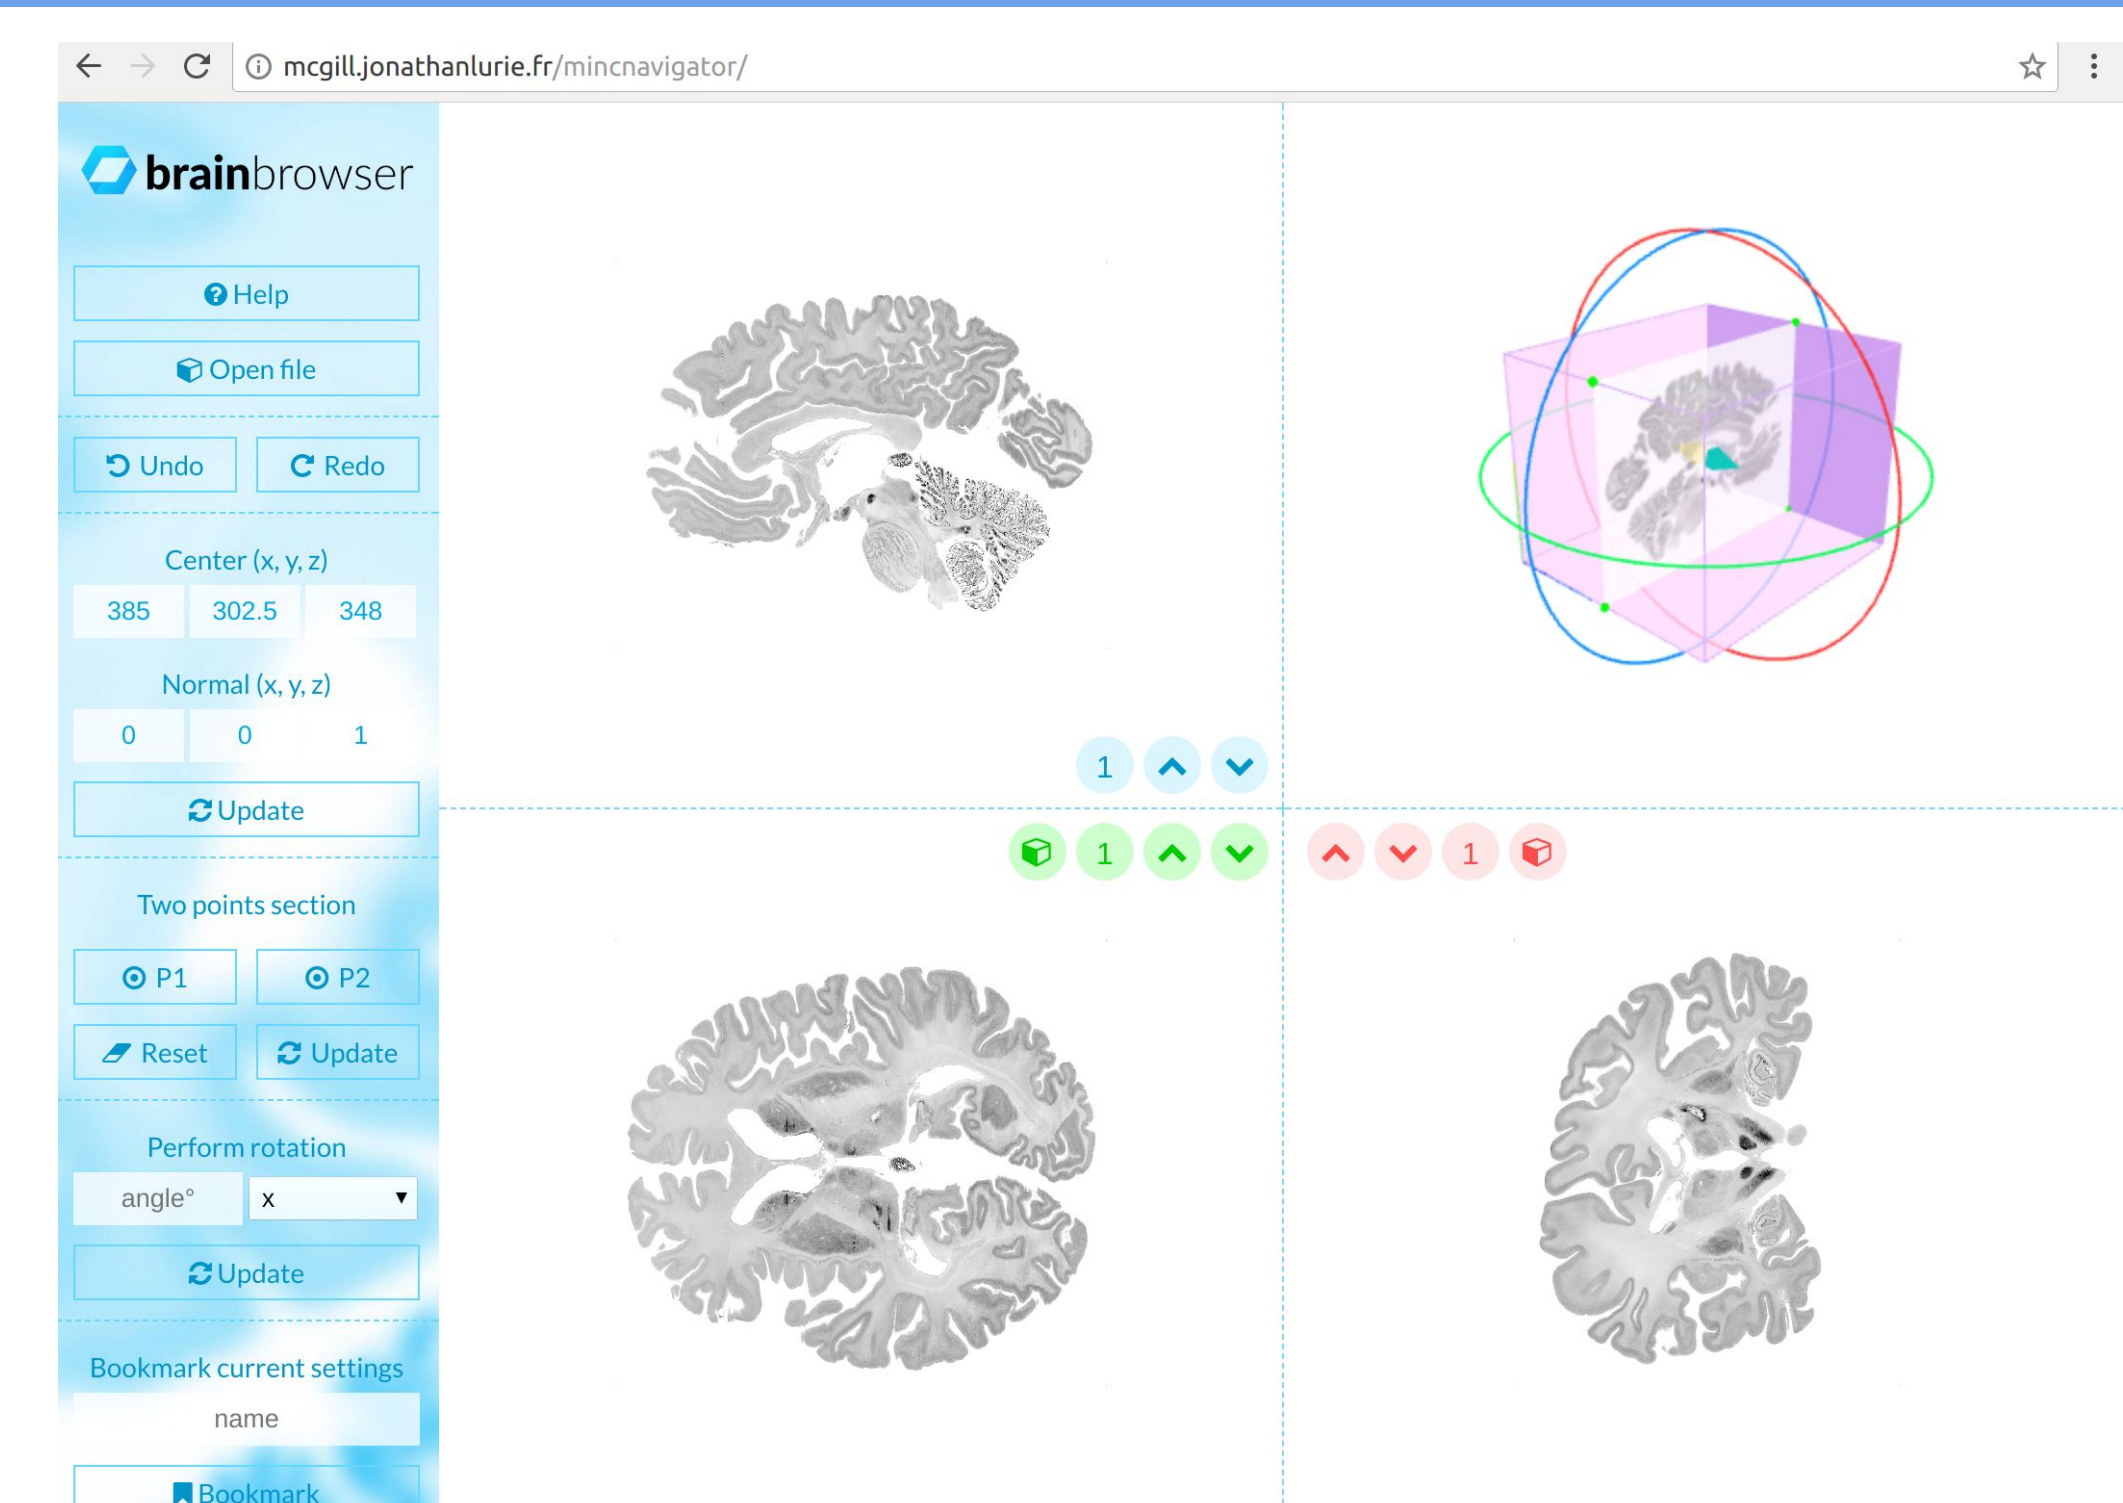 mcgill.jonathanlurie.fr/mincnavigator/
brainbrowser
Help
Open file
Undo Redo
Center (x, y, z)
385 302.5 348
Normal (x, y, z)
0 0 1
Update
1
1
1
Two points section
P1 P2
Reset Update
Perform rotation
angle° x
Update
Bookmark current settings
name
Bookmark